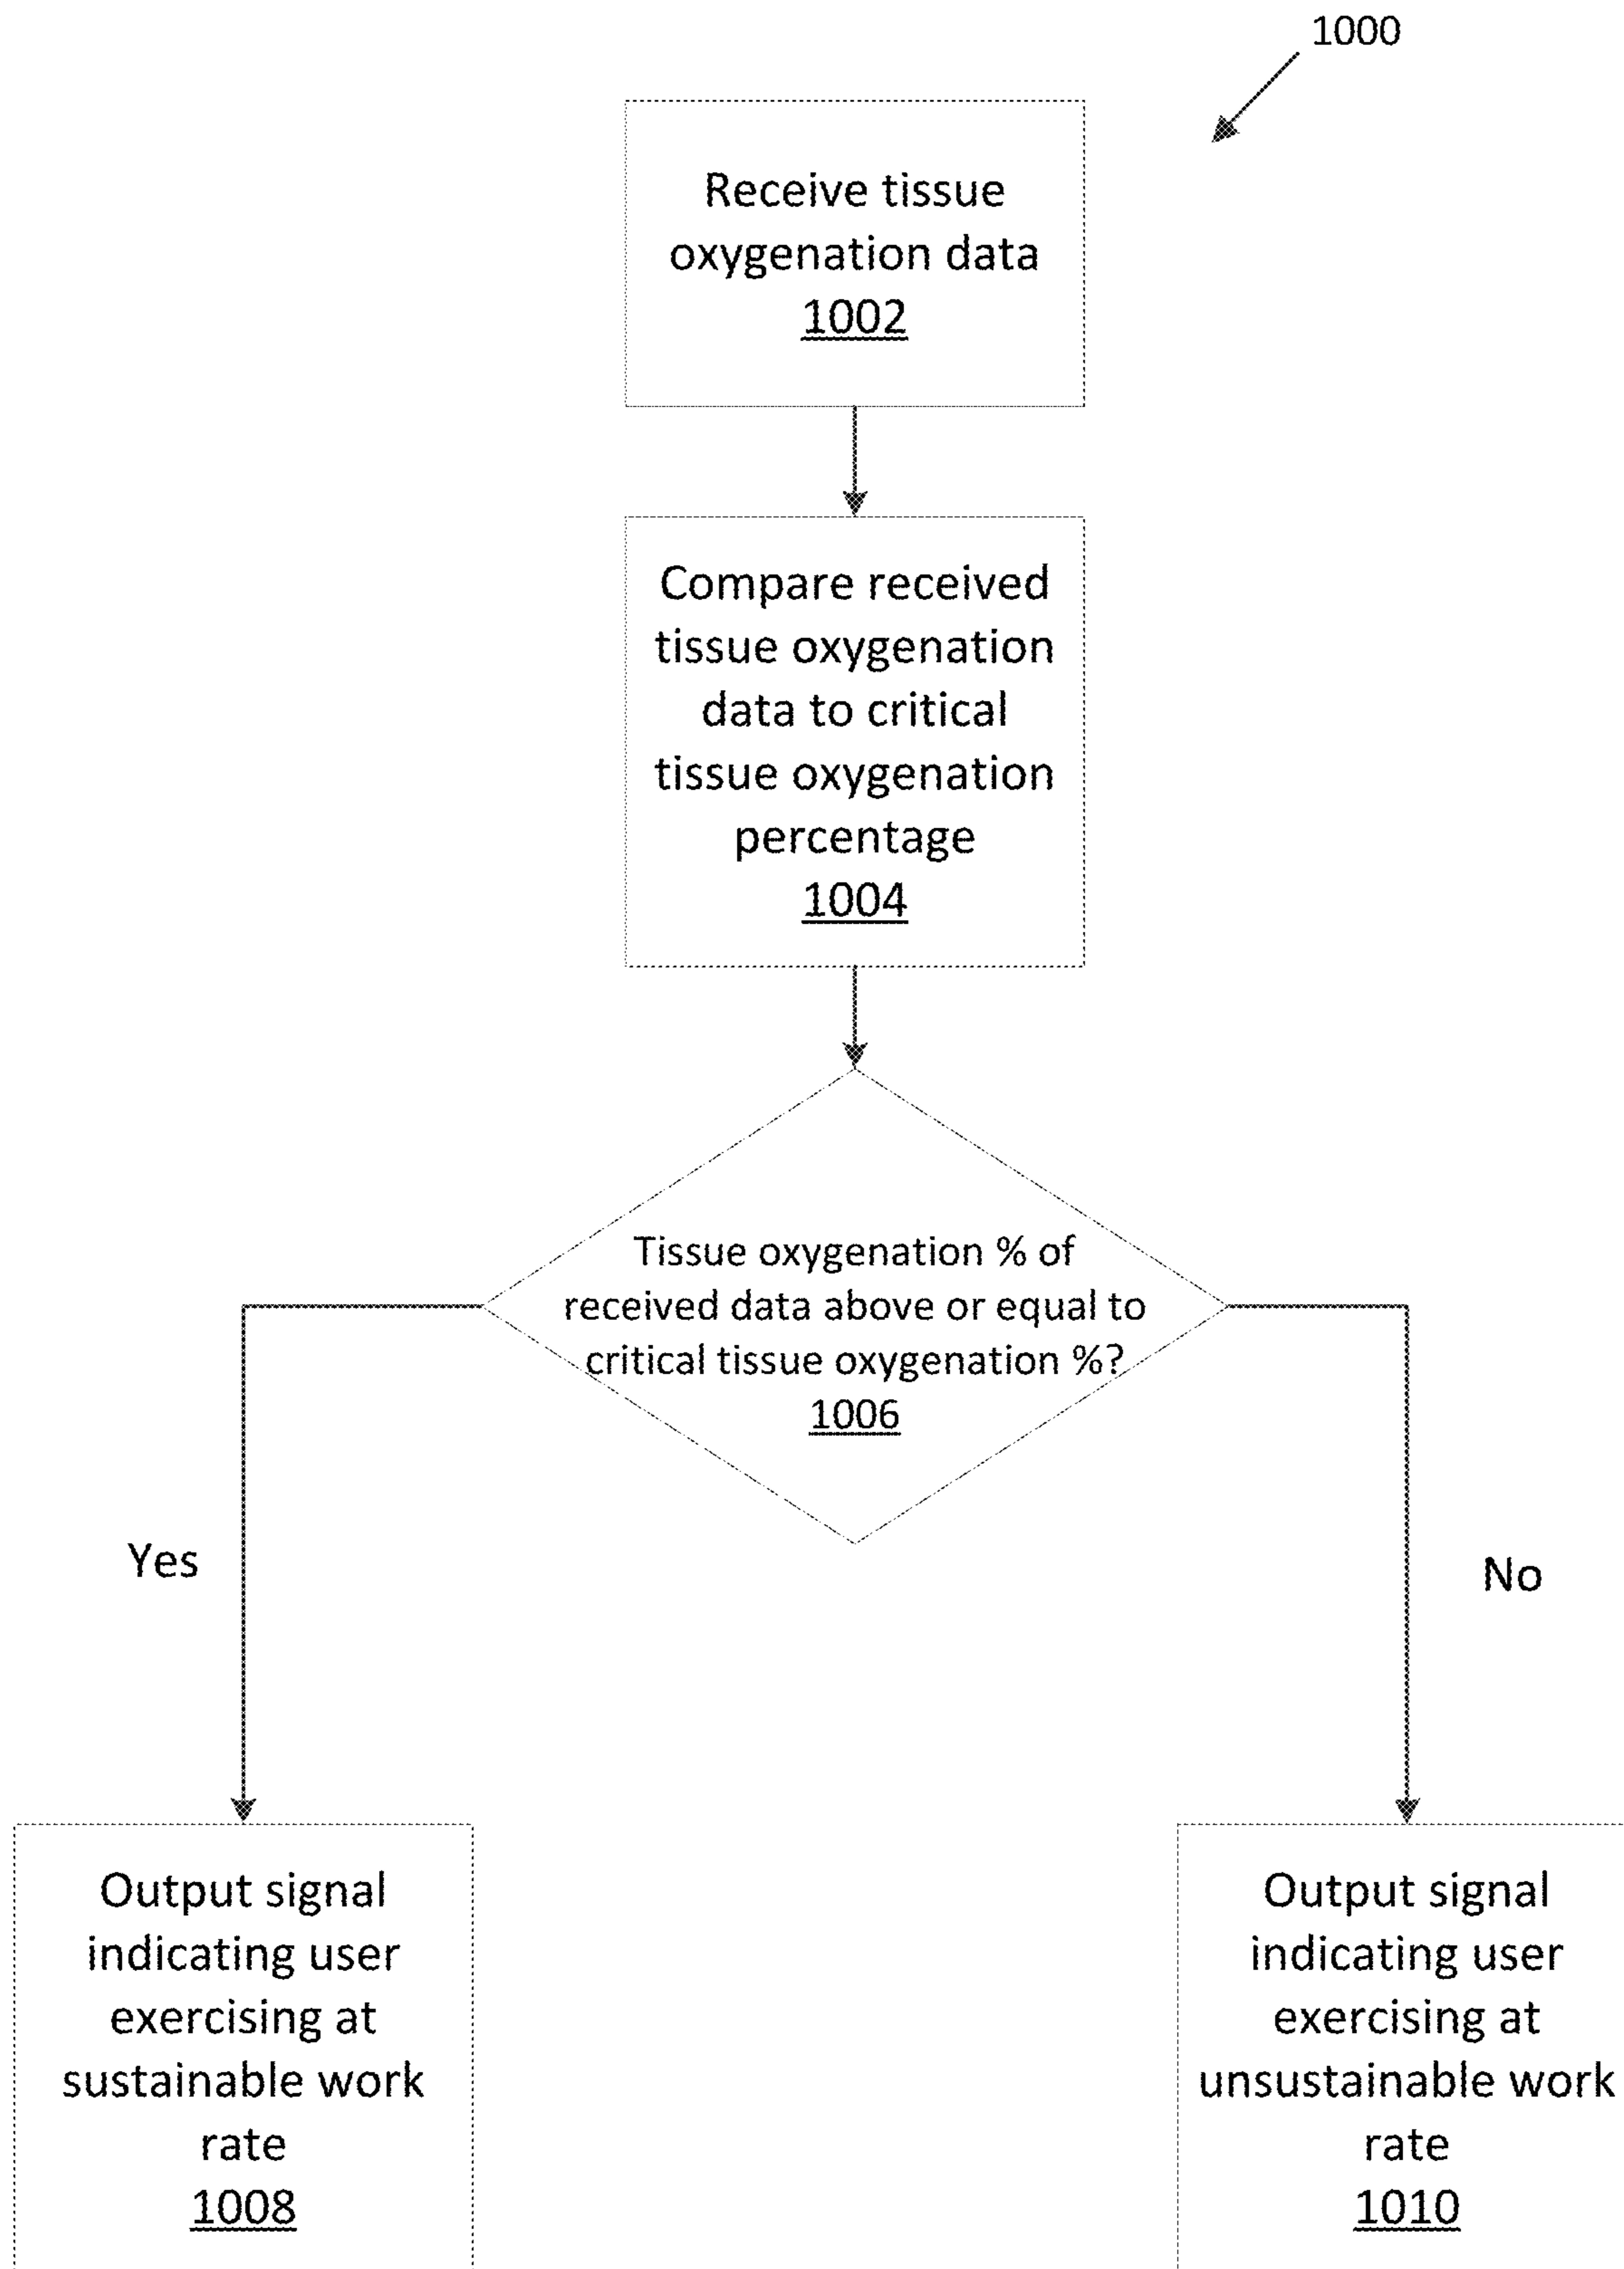 1000
Receive tissue
oxygenation data
1002
Compare received
tissue oxygenation
data to critical
tissue oxygenation
percentage
1004
Tissue oxygenation % of
received data above or equal to
critical tissue oxygenation %?
1006
Yes
No
Output signal
indicating user
exercising at
sustainable work
rate
1008
Output signal
indicating user
exercising at
unsustainable work
rate
1010